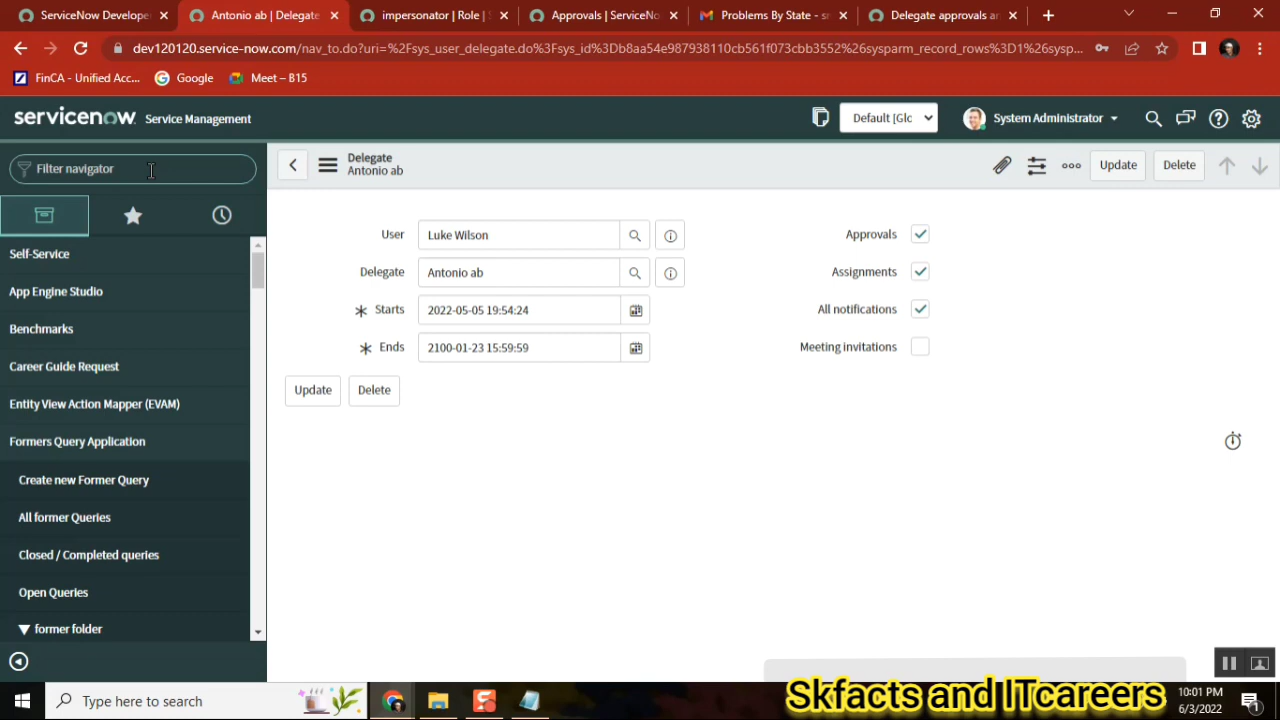 ServiceNow Develope
Antonio ab | Delegate
impersonator | Role | S
Approvals | ServiceNo
Problems By State - s
Delegate approvals a
dev120120.service-now.com/nav_to.do?uri=%2Fsys_user_delegate.do%3Fsys_id%3Db8aa54e987938110cb561f073cbb3552%26sysparm_record_rows%3D1%26sysp...
FinCA - Unified Acc...
Google
Meet – B15
servicenow Service Management
Default [Glo
System Administrator
Filter navigator
Delegate
Antonio ab
Update
Delete
Self-Service
App Engine Studio
Benchmarks
Career Guide Request
Entity View Action Mapper (EVAM)
Formers Query Application
Create new Former Query
All former Queries
Closed / Completed queries
Open Queries
former folder
User Luke Wilson
Delegate Antonio ab
Starts 2022-05-05 19:54:24
Ends 2100-01-23 15:59:59
Approvals
Assignments
All notifications
Meeting invitations
Update Delete
Type here to search
Skfacts and ITcareers
10:01 PM
6/3/2022
1